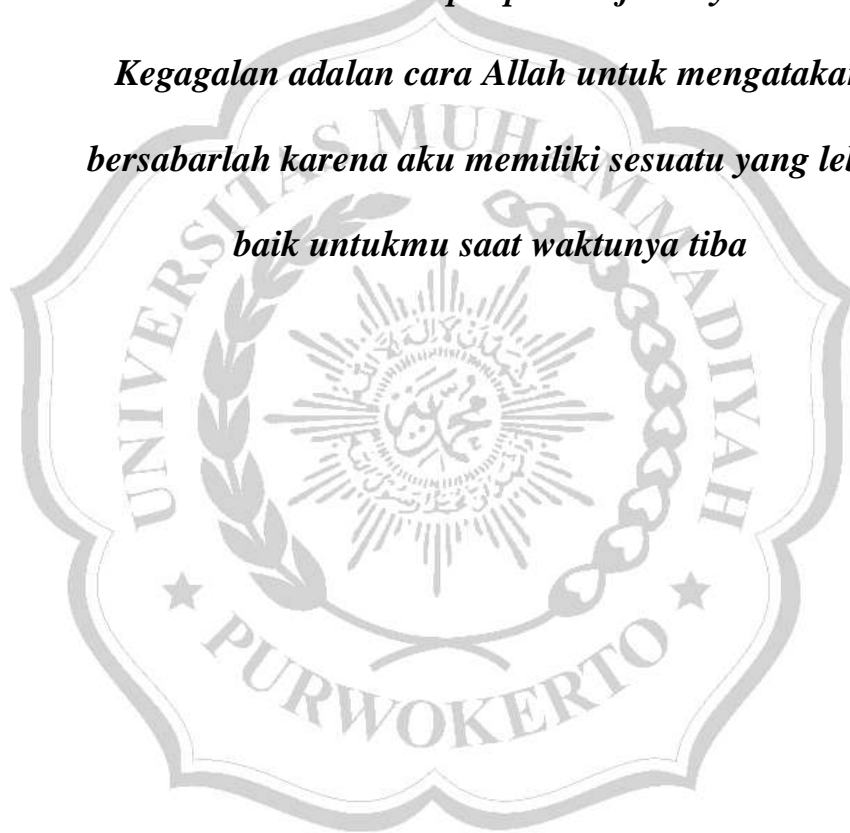 Kegagalan adalan cara Allah untuk mengatakan
bersabarlah karena aku memiliki sesuatu yang
baik untukmu saat waktunya tiba
UNIVERSITAS MUHAMMADIYAH
PURWOKERTO